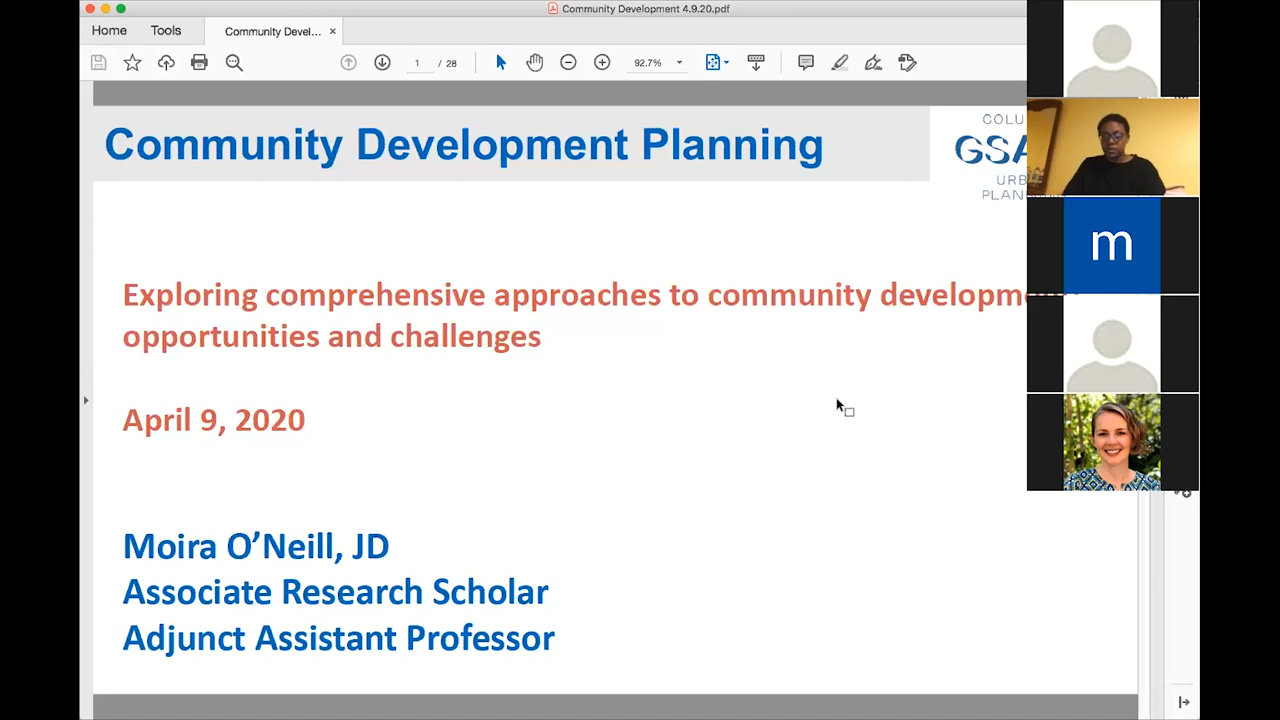 Community Development 4.9.20.pdf
Home
Tools
Community Devel...
1 / 28
92.7%
Community Development Planning
COLU
GSA
URB
PLAN
Exploring comprehensive approaches to community developm
opportunities and challenges
April 9, 2020
m
Moira O'Neill, JD
Associate Research Scholar
Adjunct Assistant Professor